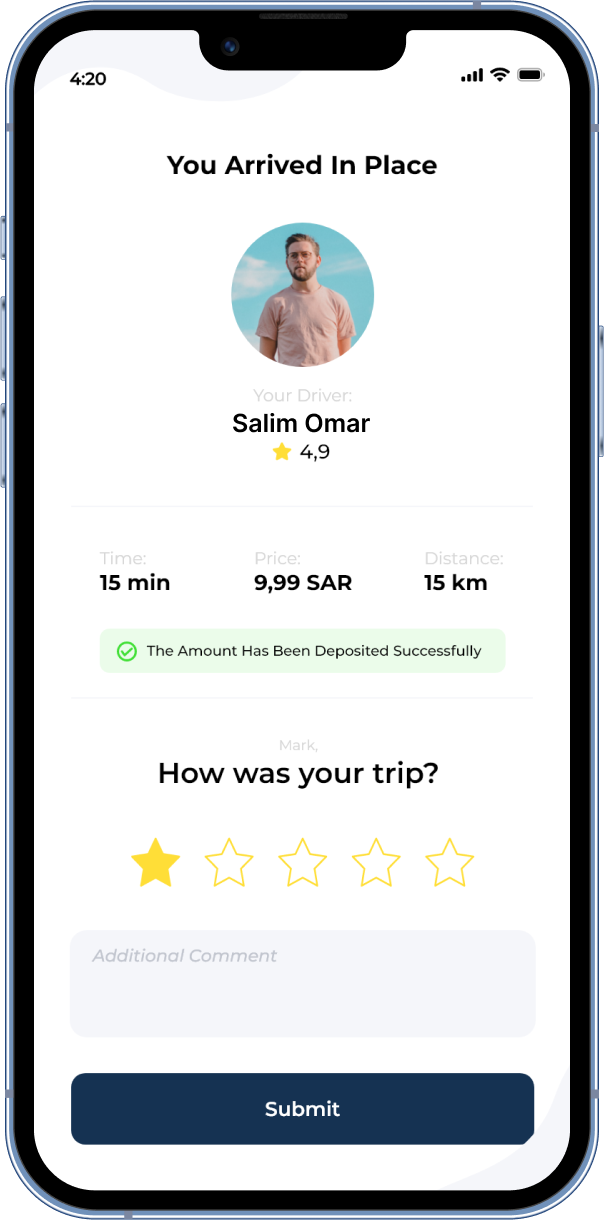 4:20
You Arrived In Place
Your Driver:
Salim Omar
4,9
Time:
15 min
Price:
9,99 SAR
Distance:
15 km
The Amount Has Been Deposited Successfully
Mark,
How was your trip?
Additional Comment
Submit